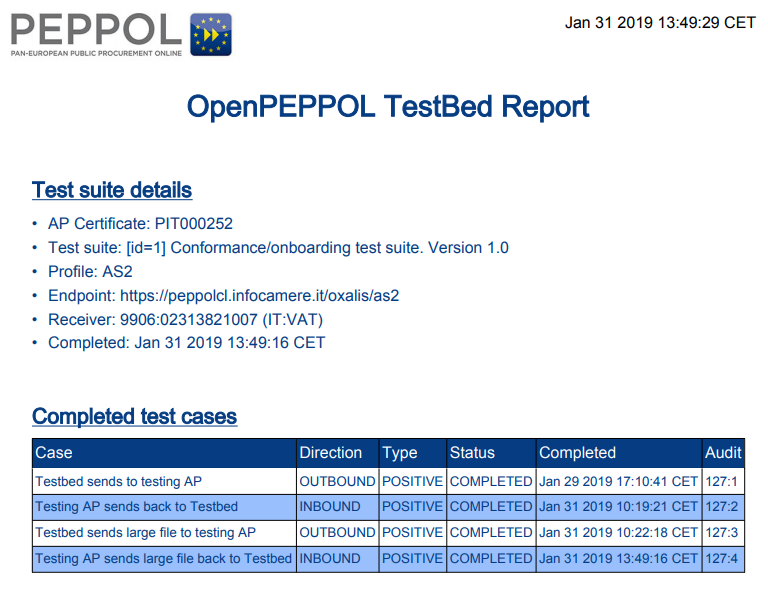 PEPPOL
PAN-EUROPEAN PUBLIC PROCUREMENT ONLINE
Jan 31 2019 13:49:29 CET
OpenPEPPOL TestBed Report
Test suite details
• AP Certificate: PIT000252
• Test suite: [id=1] Conformance/onboarding test suite. Version 1.0
• Profile: AS2
• Endpoint: https://peppolcl.infocamere.it/oxalis/as2
• Receiver: 9906:02313821007 (IT:VAT)
• Completed: Jan 31 2019 13:49:16 CET
Completed test cases
Case Direction Type Status Completed Audit
Testbed sends to testing AP OUTBOUND POSITIVE COMPLETED Jan 29 2019 17:10:41 CET 127:1
Testing AP sends back to Testbed INBOUND POSITIVE COMPLETED Jan 31 2019 10:19:21 CET 127:2
Testbed sends large file to testing AP OUTBOUND POSITIVE COMPLETED Jan 31 2019 10:22:18 CET 127:3
Testing AP sends large file back to Testbed INBOUND POSITIVE COMPLETED Jan 31 2019 13:49:16 CET 127:4